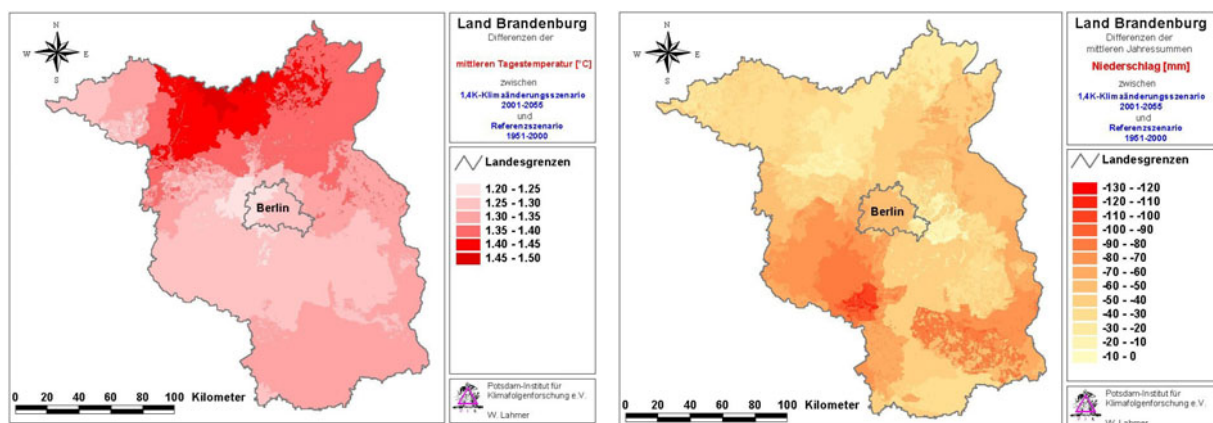 N
W
E
S
Berlin
0 20 40 60 80 100 Kilometer
Land Brandenburg
Differenzen der
mittleren Tagestemperatur [°C]
zwischen
1,4K-Klimaänderungsszenario
2001-2055
und
Referenzszenario
1951-2000
Landesgrenzen
1.20 - 1.25
1.25 - 1.30
1.30 - 1.35
1.35 - 1.40
1.40 - 1.45
1.45 - 1.50
Potsdam-Institut für
Klimafolgenforschung e.V.
W. Lahmer
N
W
E
S
Berlin
0 20 40 60 80 100 Kilometer
Land Brandenburg
Differenzen der
mittleren Jahressummen
Niederschlag [mm]
zwischen
1,4K-Klimaänderungsszenario
2001-2055
und
Referenzszenario
1951-2000
Landesgrenzen
-130 - -120
-120 - -110
-110 - -100
-100 - -90
-90 - -80
-80 - -70
-70 - -60
-60 - -50
-50 - -40
-40 - -30
-30 - -20
-20 - -10
-10 - 0
Potsdam-Institut für
Klimafolgenforschung e.V.
W. Lahmer